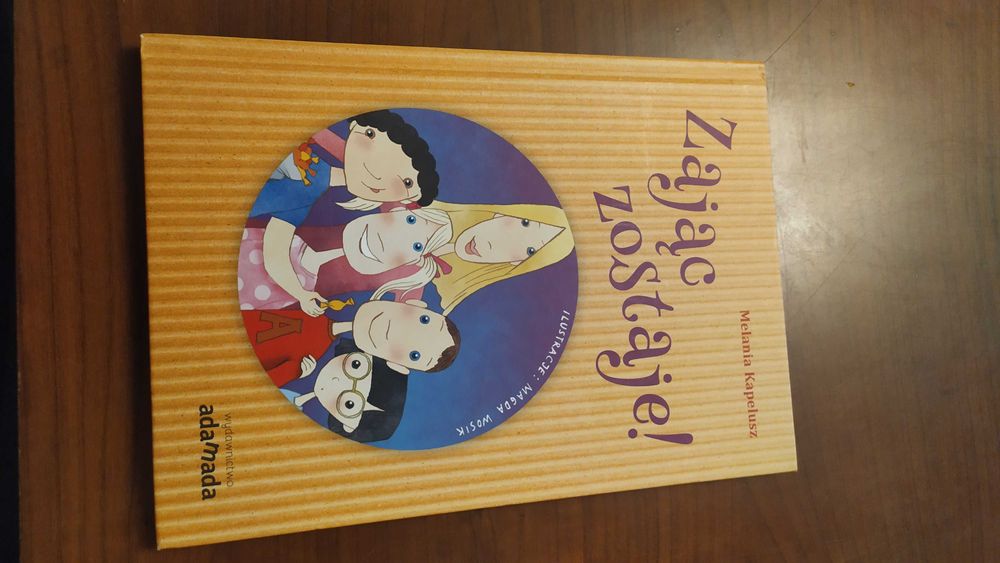 Melania Kapelusz
Zając
zostaje!
ILUSTRACJE: MAGDA WOSIK
A
wydawnictwo
adamada